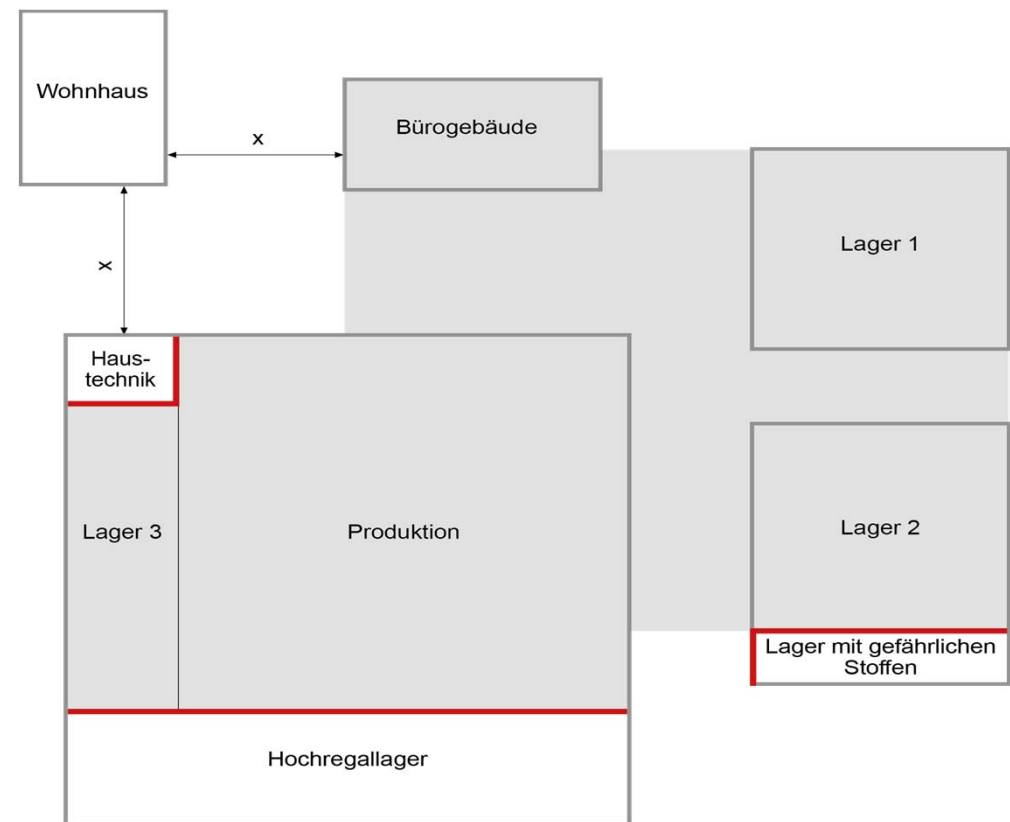 Wohnhaus
x
Bürogebäude
Lager 1
x
Haus-
technik
Lager 3
Produktion
Lager 2
Lager mit gefährlichen
Stoffen
Hochregallager